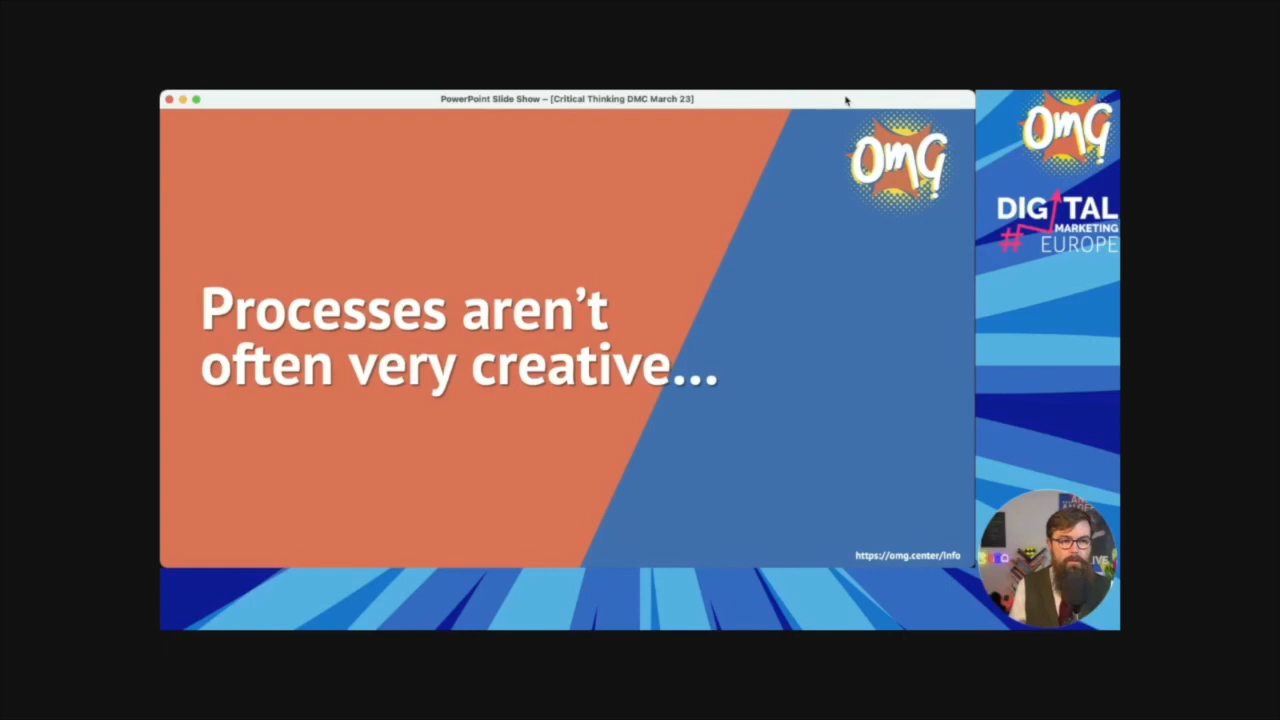 PowerPoint Slide Show – [Critical Thinking DMC March 23]
OMG
OMG
DIGITAL
MARKETING
# EUROPE
Processes aren’t
often very creative...
https://omg.center/info
IVE